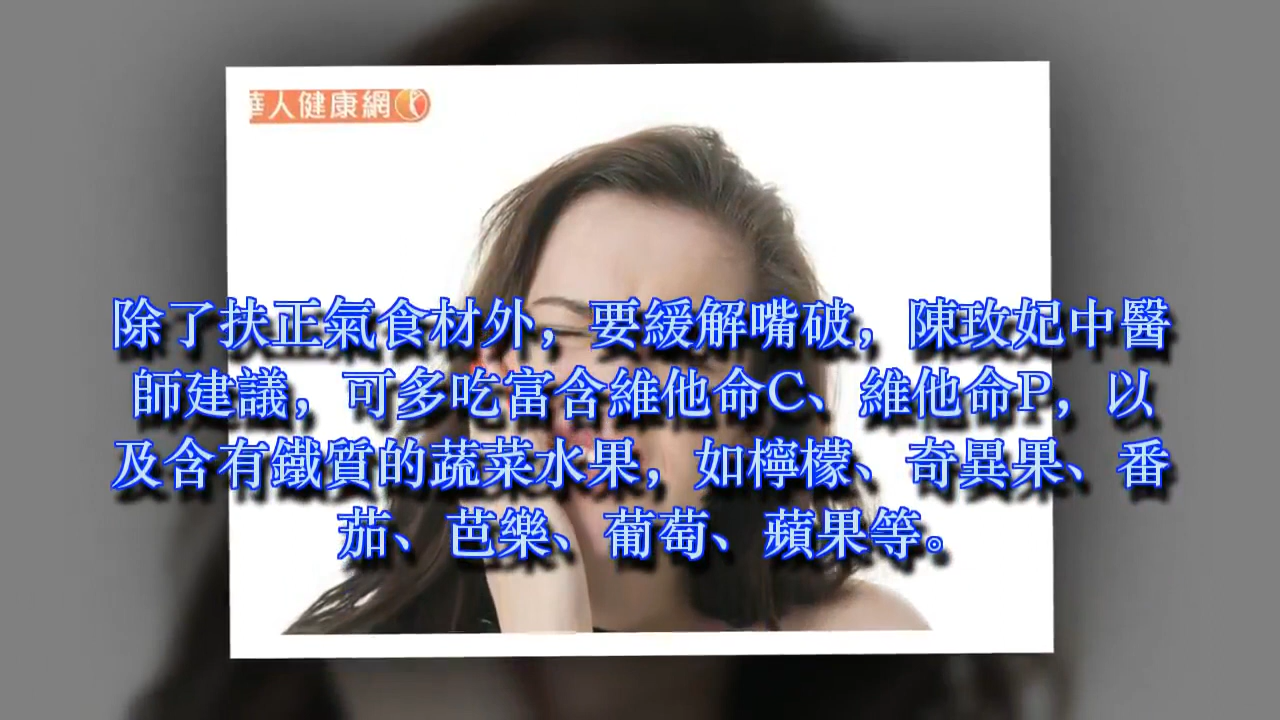 華人健康網
除了扶正氣食材外，要緩解嘴破，陳玫妃中醫
師建議，可多吃富含維他命C、維他命P，以
及含有鐵質的蔬菜水果，如檸檬、奇異果、番
茄、芭樂、葡萄、蘋果等。